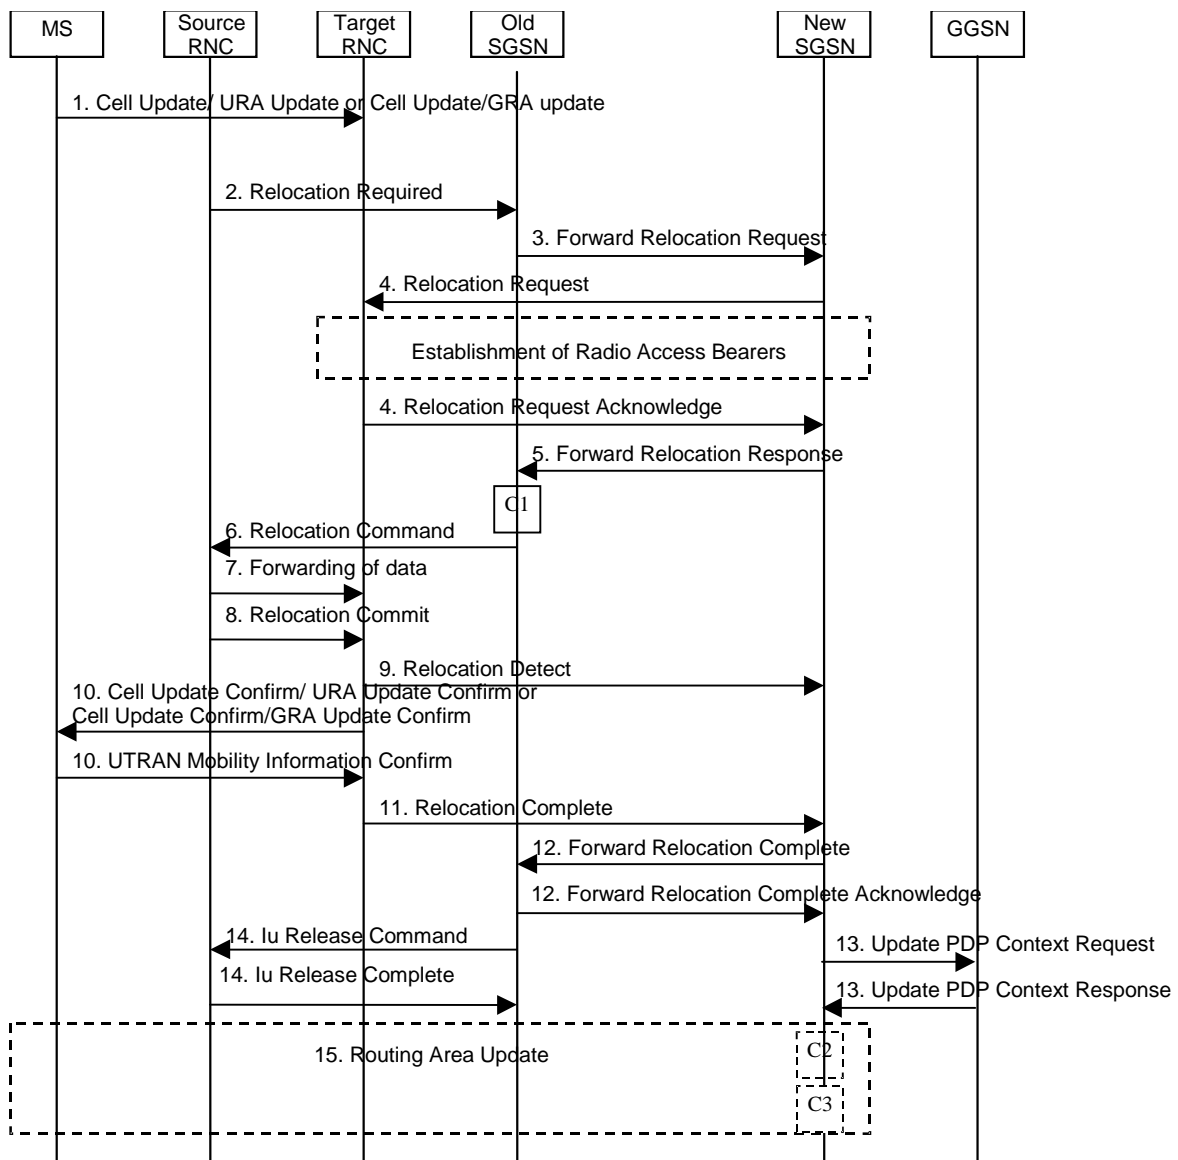 MS
Source
RNC
Target
RNC
Old
SGSN
New
SGSN
GGSN
1. Cell Update/ URA Update or Cell Update/GRA update
2. Relocation Required
3. Forward Relocation Request
4. Relocation Request
Establishment of Radio Access Bearers
4. Relocation Request Acknowledge
5. Forward Relocation Response
C1
6. Relocation Command
7. Forwarding of data
8. Relocation Commit
9. Relocation Detect
10. Cell Update Confirm/ URA Update Confirm or
Cell Update Confirm/GRA Update Confirm
10. UTRAN Mobility Information Confirm
11. Relocation Complete
12. Forward Relocation Complete
12. Forward Relocation Complete Acknowledge
14. Iu Release Command
13. Update PDP Context Request
14. Iu Release Complete
13. Update PDP Context Response
15. Routing Area Update
C2
C3